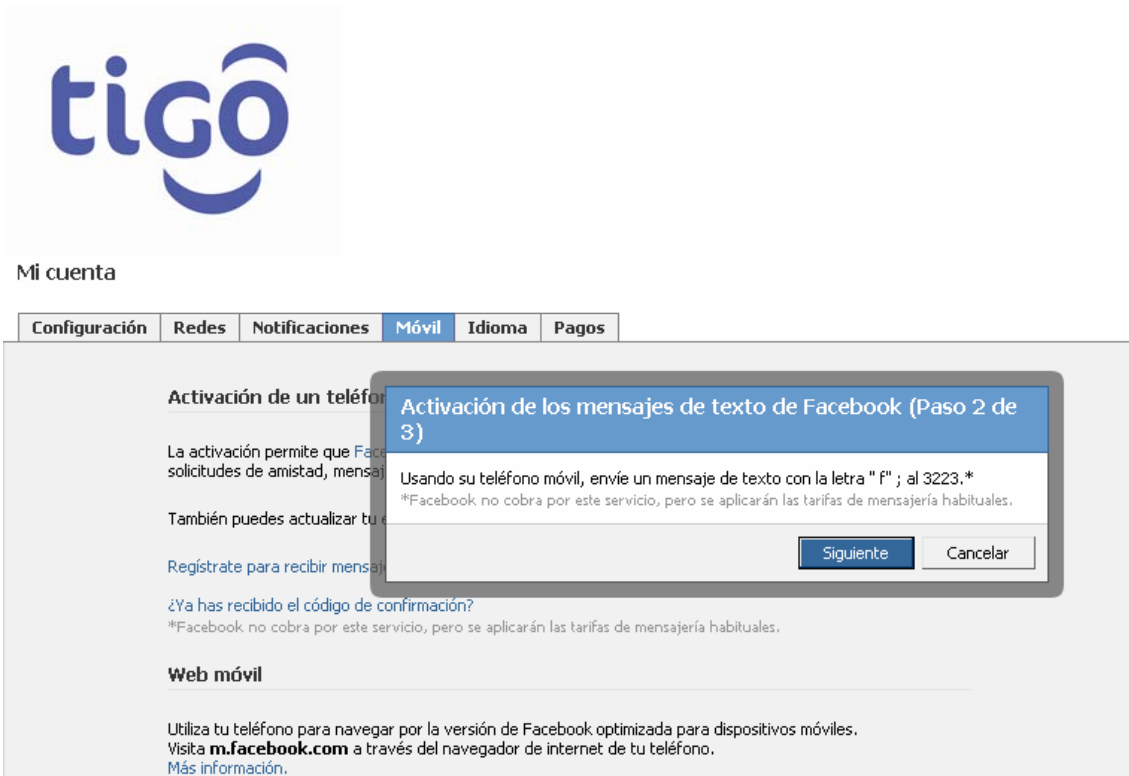 tigo
Mi cuenta
Configuración Redes Notificaciones Móvil Idioma Pagos
Activación de un teléfo
La activación permite que Face
solicitudes de amistad, mensaj
También puedes actualizar tu e
Regístrate para recibir mensaje
¿Ya has recibido el código de confirmación?
*Facebook no cobra por este servicio, pero se aplicarán las tarifas de mensajería habituales.
Activación de los mensajes de texto de Facebook (Paso 2 de
3)
Usando su teléfono móvil, envíe un mensaje de texto con la letra " f" ; al 3223.*
*Facebook no cobra por este servicio, pero se aplicarán las tarifas de mensajería habituales.
Siguiente Cancelar
Web móvil
Utiliza tu teléfono para navegar por la versión de Facebook optimizada para dispositivos móviles.
Visita m.facebook.com a través del navegador de internet de tu teléfono.
Más información.